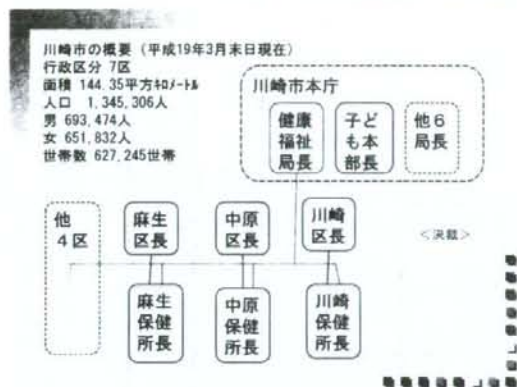 川崎市の概要(平成19年3月末日現在)
行政区分 7区
面積 144.35平方キロメートル
人口 1,345,306人
男 693,474人
女 651,832人
世帯数 627,245世帯
川崎市本庁
健康
福祉
局長
子ど
も本
部長
他6
局長
他
4区
麻生
区長
中原
区長
川崎
区長
<決裁>
麻生
保健
所長
中原
保健
所長
川崎
保健
所長